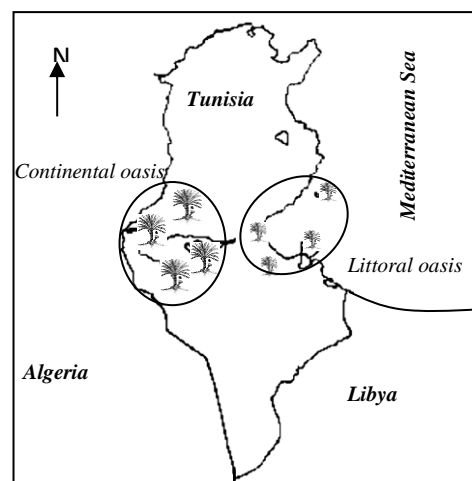 N
Tunisia
Mediterranean Sea
Continental oasis
Littoral oasis
Algeria
Libya